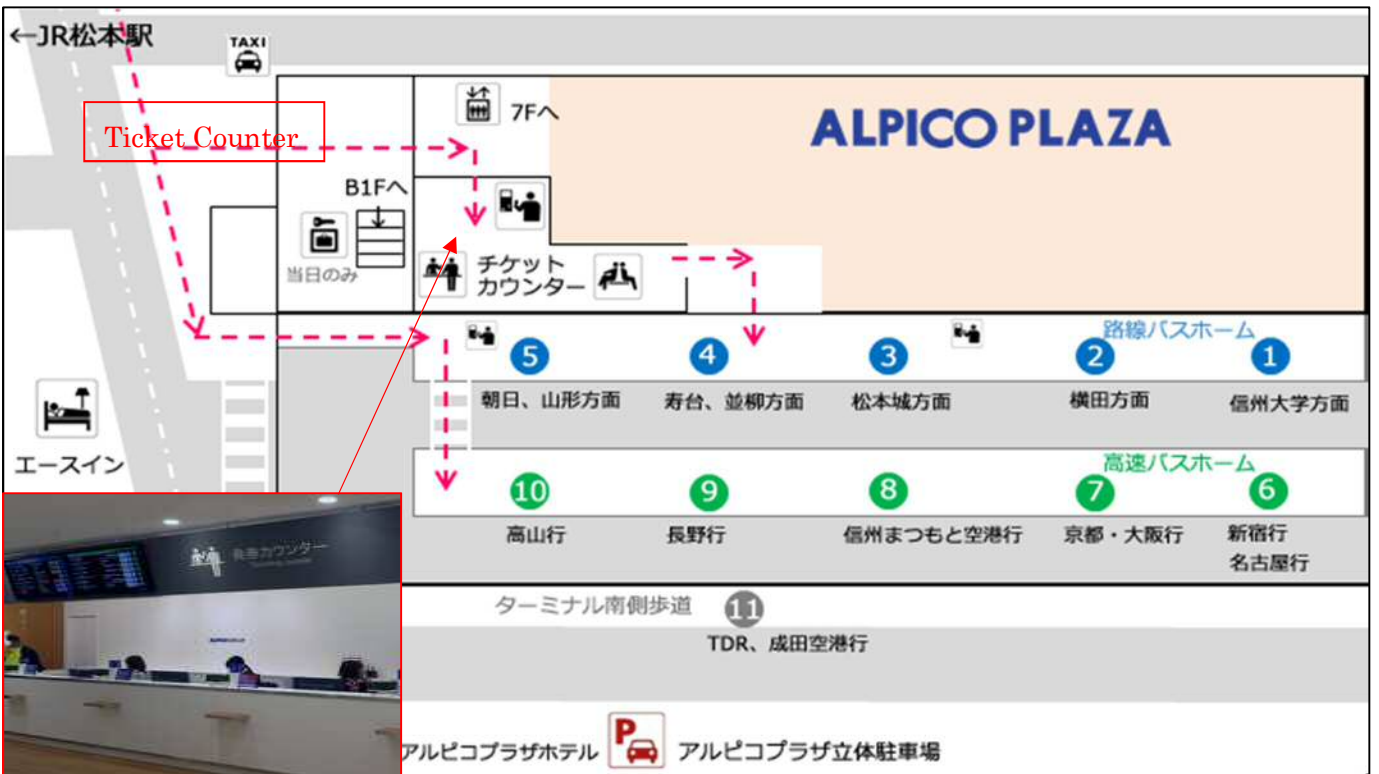 ←JR松本駅
TAXI
Ticket Counter
7Fへ
ALPICO PLAZA
B1Fへ
当日のみ
チケット
カウンター
路線バスホーム
5
4
3
2
1
朝日、山形方面
寿台、並柳方面
松本城方面
横田方面
信州大学方面
エースイン
高速バスホーム
10
9
8
7
6
高山行
長野行
信州まつもと空港行
京都・大阪行
新宿行
名古屋行
カウンター
ターミナル南側歩道
11
TDR、成田空港行
アルピコプラザホテル
P
アルピコプラザ立体駐車場